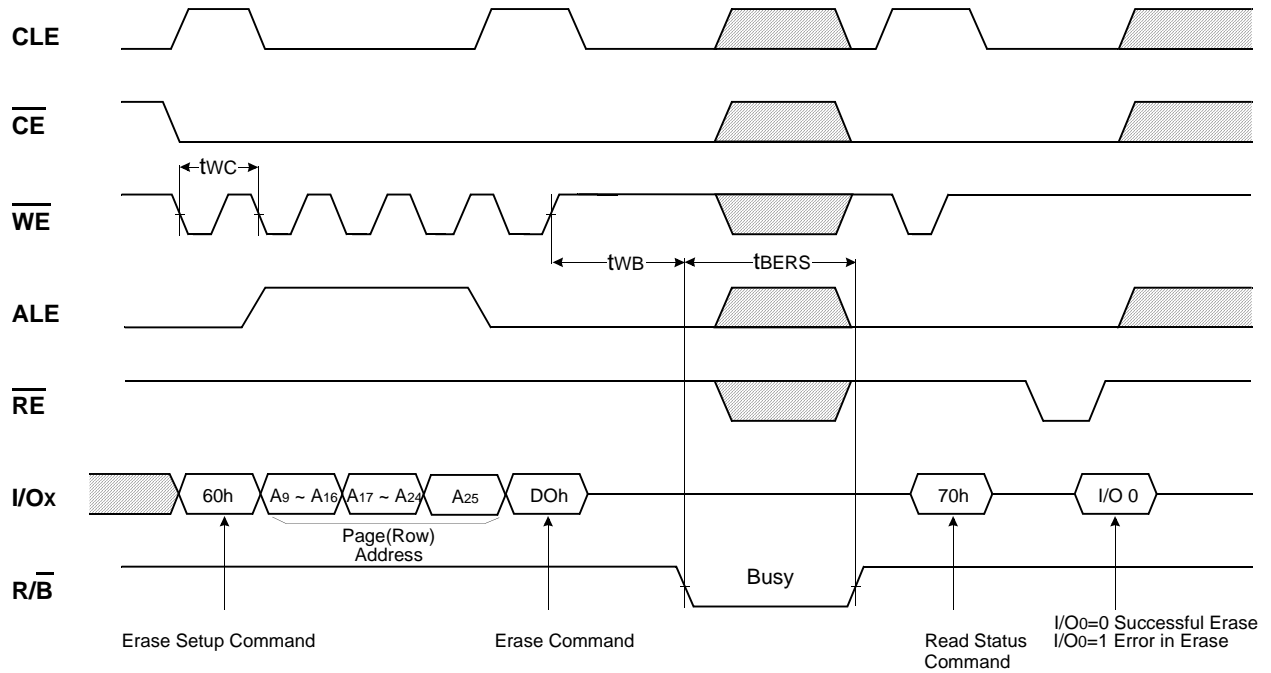 CLE
CE
tWC
WE
tWB
tBERS
ALE
RE
I/Ox
60h
A9 ~ A16
A17 ~ A24
A25
DOh
70h
I/O 0
Page(Row)
Address
R/B
Busy
Erase Setup Command
Erase Command
Read Status
Command
I/O0=0 Successful Erase
I/O0=1 Error in Erase